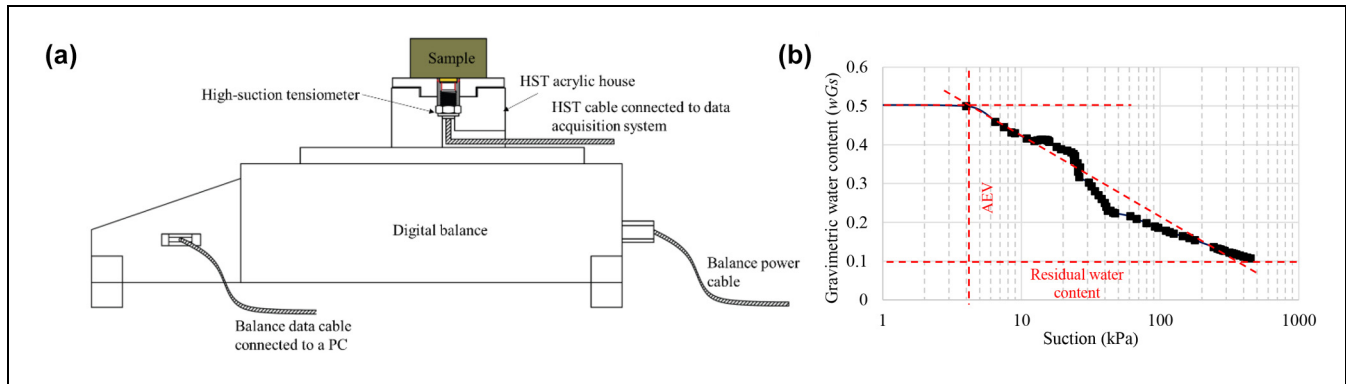 (a)
Sample
HST acrylic house
High-suction tensiometer
HST cable connected to data
acquisition system
Digital balance
Balance power
cable
Balance data cable
connected to a PC
(b)
Gravimetric water content (wGs)
0.6
0.5
0.4
0.3
0.2
0.1
0
AEV
Residual water
content
1
10
100
1000
Suction (kPa)